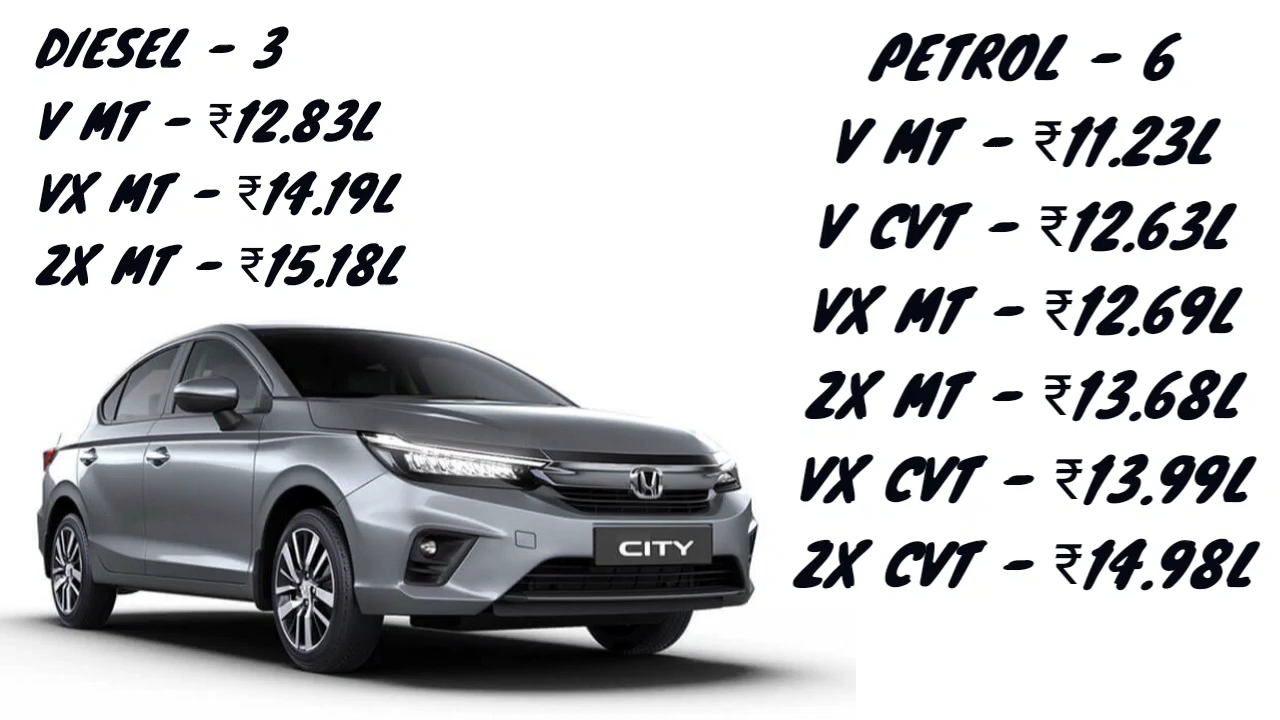 DIESEL - 3
V MT - ₹12.83L
VX MT - ₹14.19L
ZX MT - ₹15.18L
PETROL - 6
V MT - ₹11.23L
V CVT - ₹12.63L
VX MT - ₹12.69L
ZX MT - ₹13.68L
VX CVT - ₹13.99L
ZX CVT - ₹14.98L
CITY